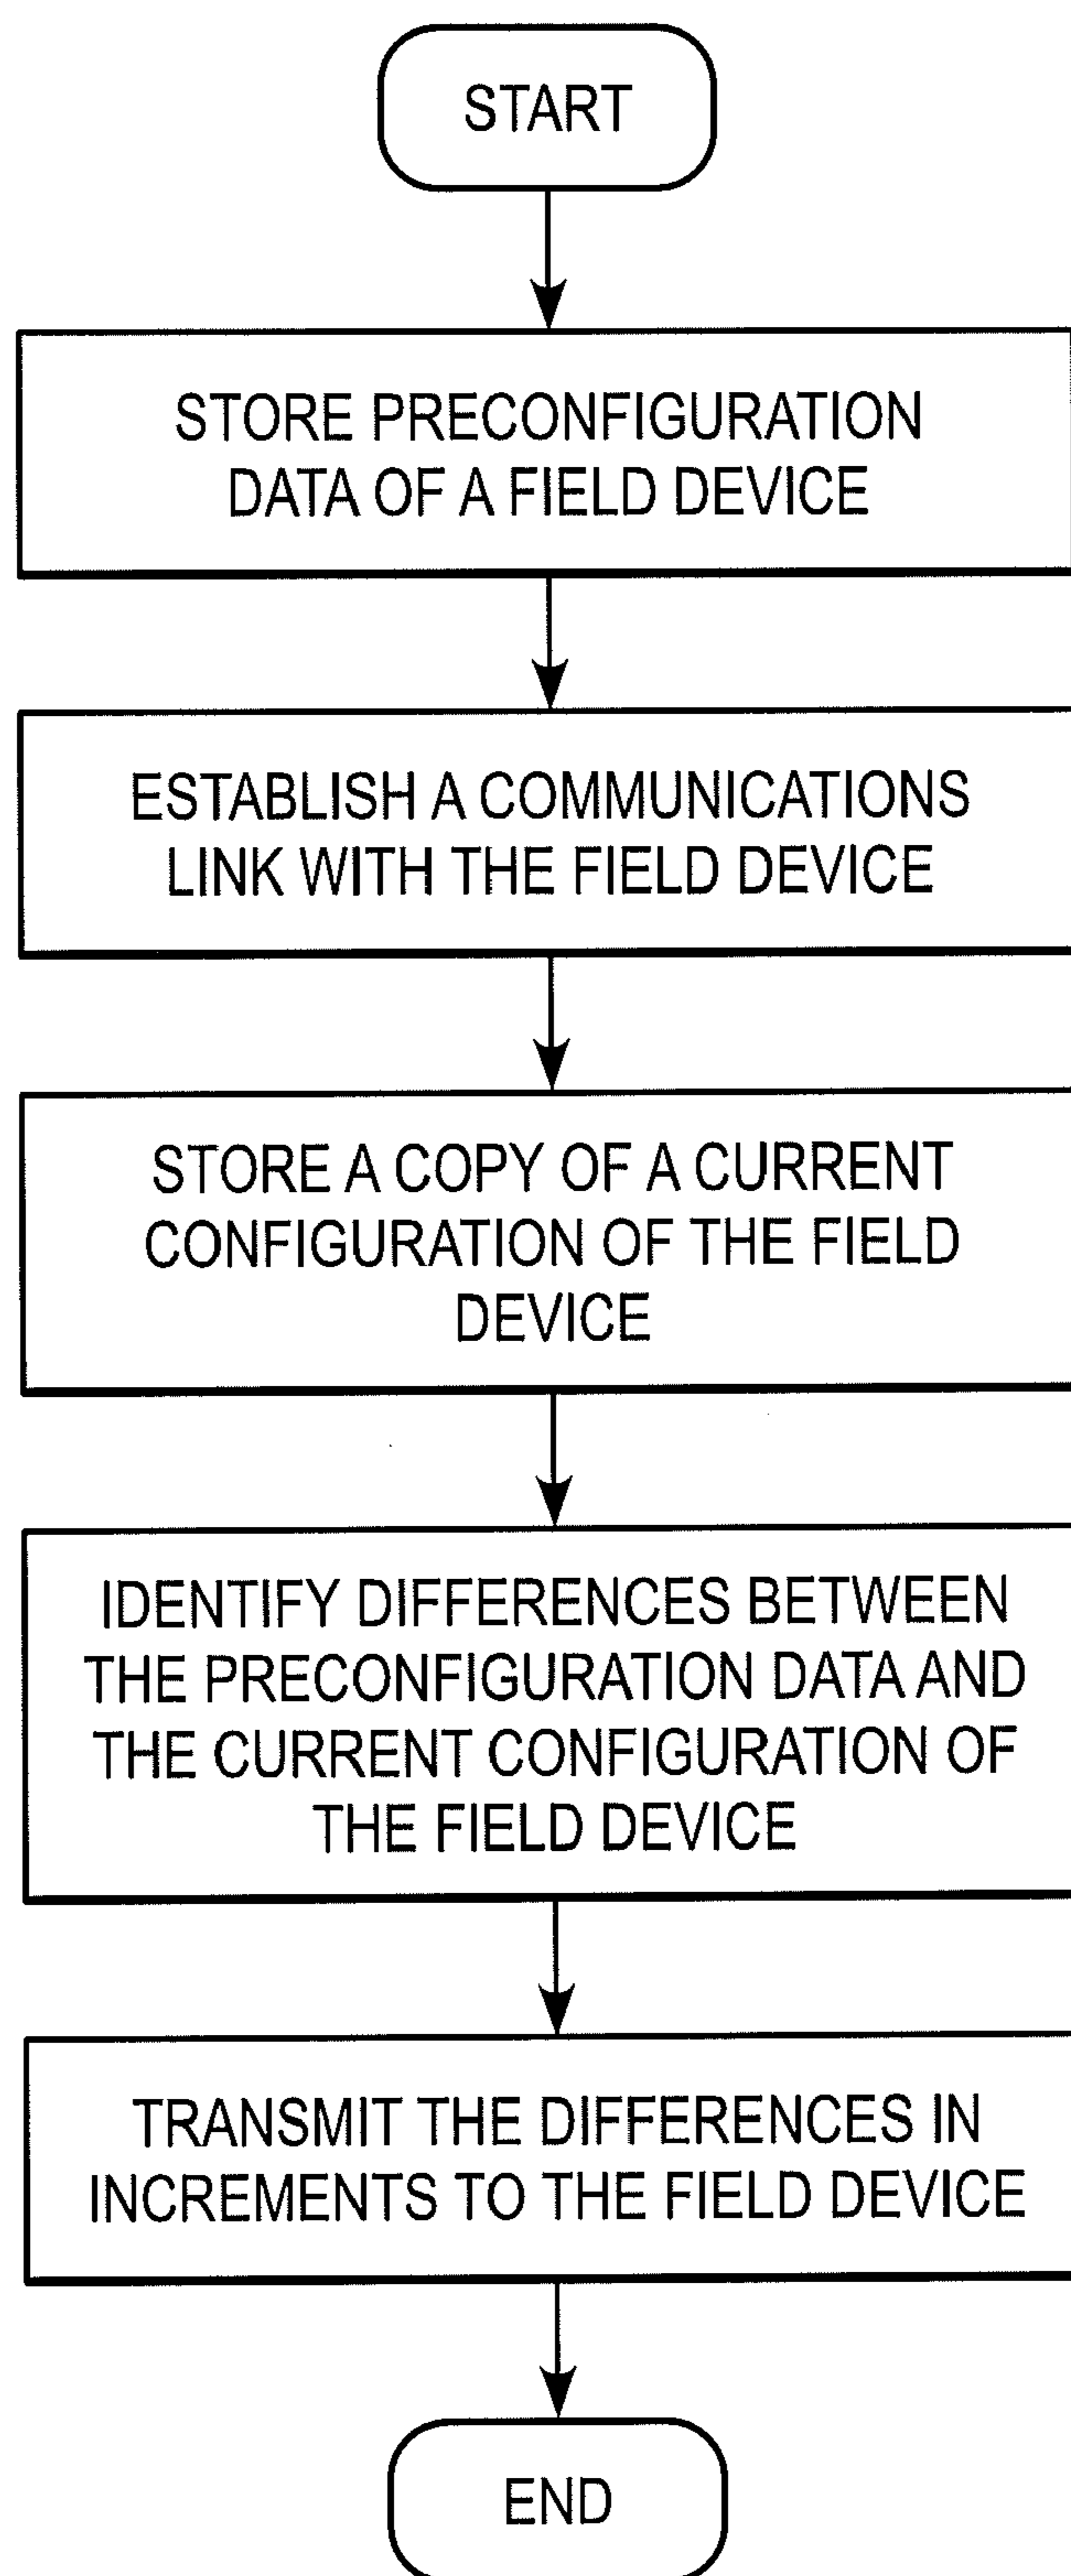 START
STORE PRECONFIGURATION
DATA OF A FIELD DEVICE
ESTABLISH A COMMUNICATIONS
LINK WITH THE FIELD DEVICE
STORE A COPY OF A CURRENT
CONFIGURATION OF THE FIELD
DEVICE
IDENTIFY DIFFERENCES BETWEEN
THE PRECONFIGURATION DATA AND
THE CURRENT CONFIGURATION OF
THE FIELD DEVICE
TRANSMIT THE DIFFERENCES IN
INCREMENTS TO THE FIELD DEVICE
END